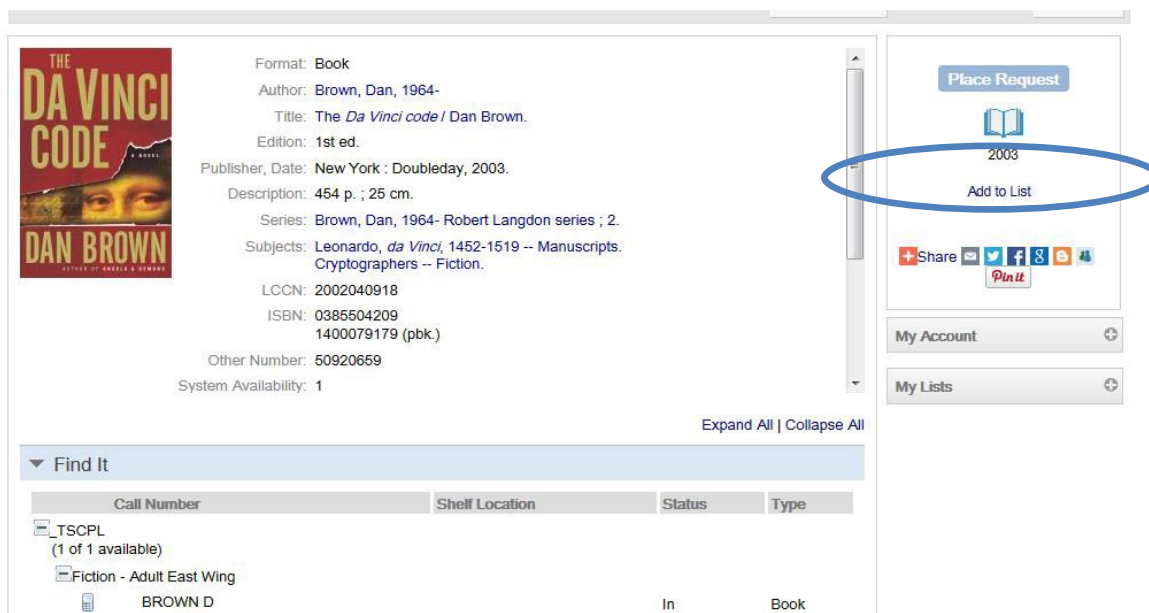 THE
DA VINCI
CODE
A NOVEL
DAN BROWN
AUTHOR OF ANGELS & DEMONS
Format: Book
Author: Brown, Dan, 1964-
Title: The Da Vinci code / Dan Brown.
Edition: 1st ed.
Publisher, Date: New York : Doubleday, 2003.
Description: 454 p. ; 25 cm.
Series: Brown, Dan, 1964- Robert Langdon series ; 2.
Subjects: Leonardo, da Vinci, 1452-1519 -- Manuscripts.
Cryptographers -- Fiction.
LCCN: 2002040918
ISBN: 0385504209
1400079179 (pbk.)
Other Number: 50920659
System Availability: 1
Place Request
2003
Add to List
Share
Pin it
My Account
My Lists
Expand All | Collapse All
Find It
Call Number Shelf Location Status Type
_TSCPL
(1 of 1 available)
Fiction - Adult East Wing
BROWN D In Book